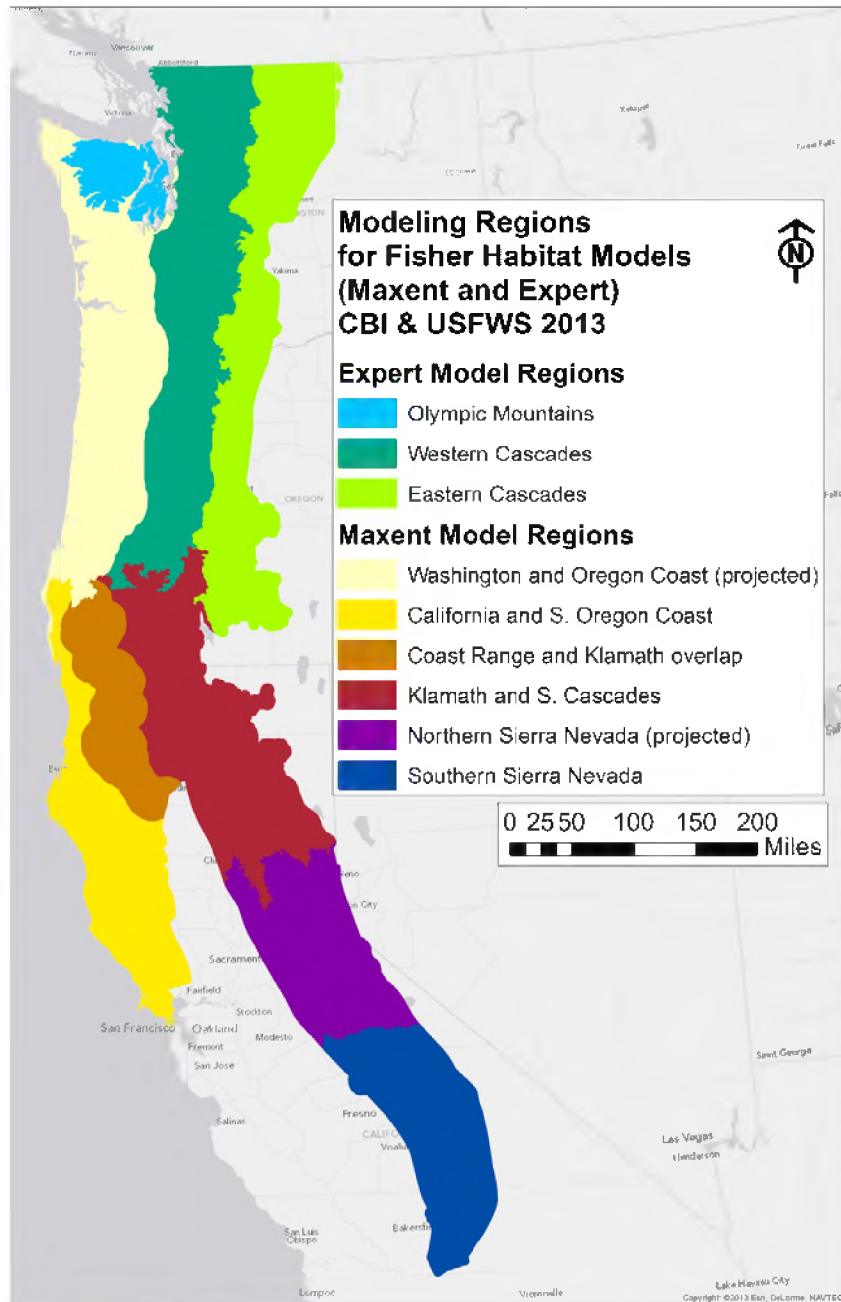 Vancouver
Abbotsford
Victoria
Kalispel
Great Falls
Yakima
Modeling Regions
for Fisher Habitat Models
(Maxent and Expert)
CBI & USFWS 2013
N
Expert Model Regions
Olympic Mountains
Western Cascades
Eastern Cascades
OREGON
Maxent Model Regions
Washington and Oregon Coast (projected)
California and S. Oregon Coast
Coast Range and Klamath overlap
Klamath and S. Cascades
Northern Sierra Nevada (projected)
Southern Sierra Nevada
0 25 50 100 150 200
Miles
Reno
Sacrament
Fairfield
Stockton
San Francisco
Oakland
Modesto
Fremont
San Jose
Saint George
Fresno
Salinas
CALIFO
Visalia
Las Vegas
Henderson
San Luis
Obispo
Bakersfie
Lompoc
Lake Havasu City
Copyright ©2013 Esri, DeLorme, NAVTEQ